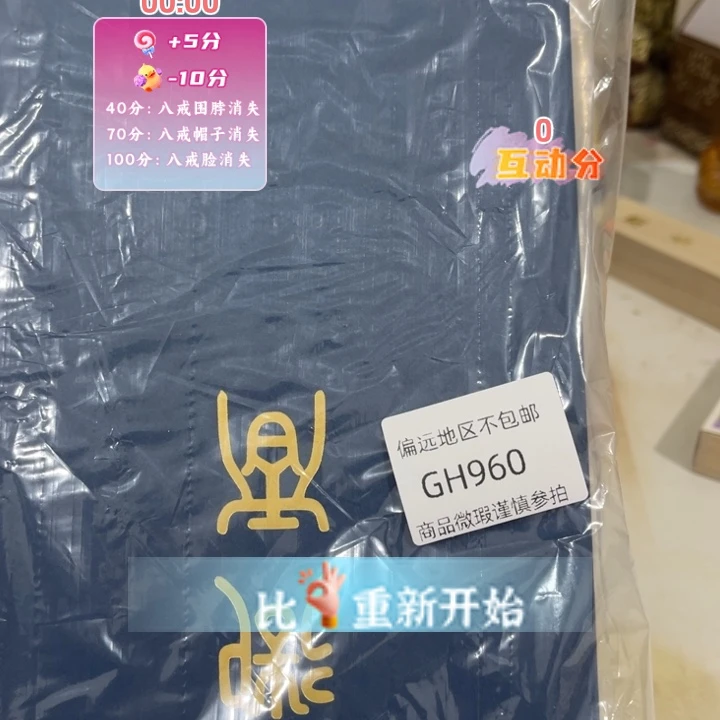 00:00
+5分
-10分
40分: 八戒围脖消失
70分: 八戒帽子消失
100分: 八戒脸消失
0
互动分
偏远地区不包邮
GH960
商品微瑕谨慎参拍
比👌重新开始